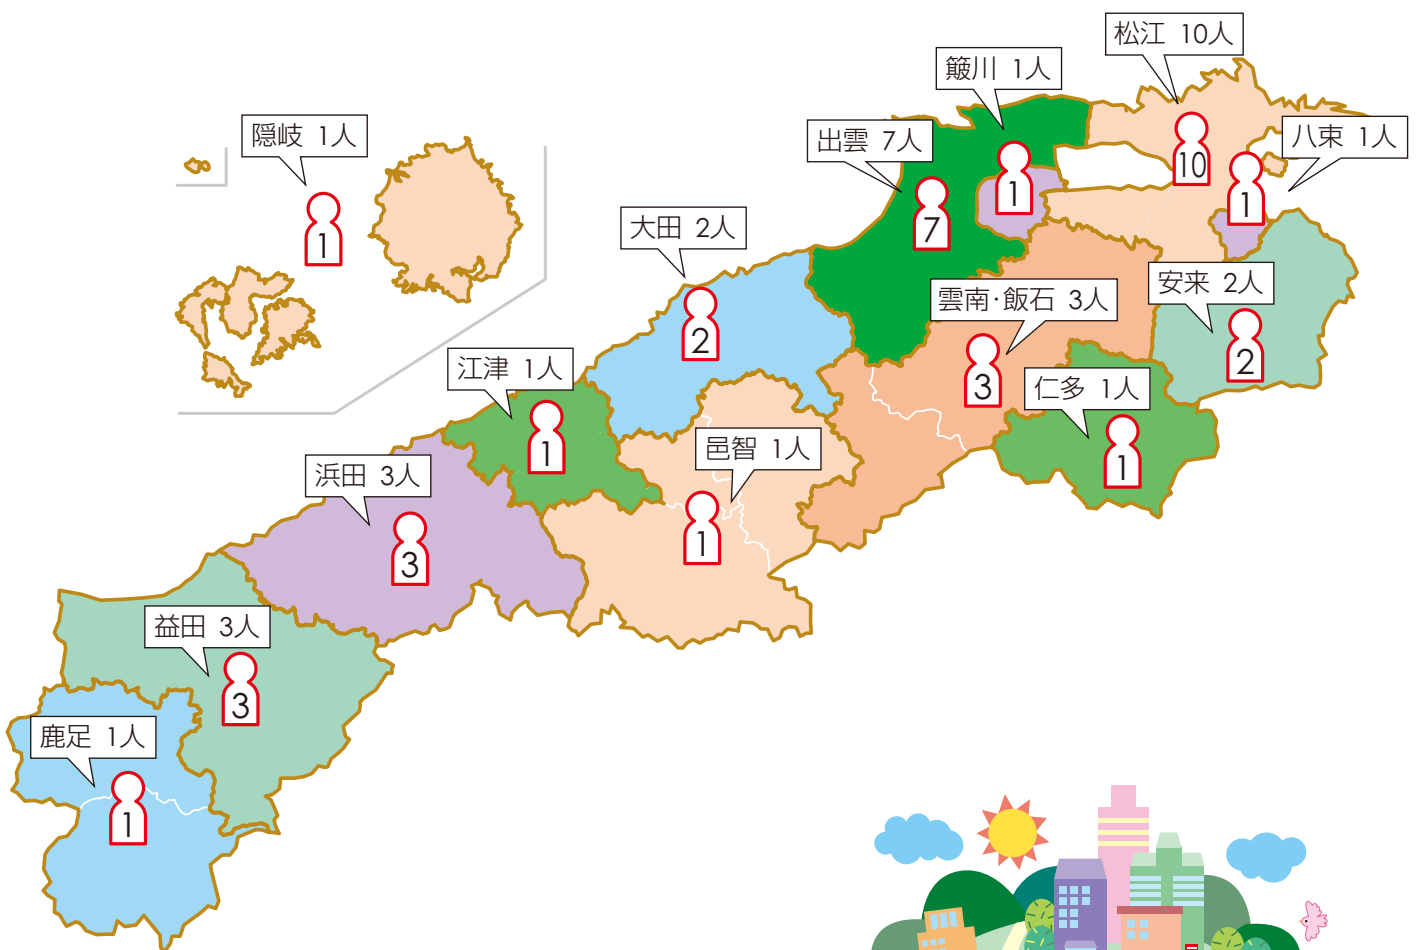 松江 10人
10
簸川 1人
1
出雲 7人
7
八束 1人
1
隠岐 1人
1
大田 2人
2
雲南･飯石 3人
3
安来 2人
2
仁多 1人
1
江津 1人
1
邑智 1人
1
浜田 3人
3
益田 3人
3
鹿足 1人
1